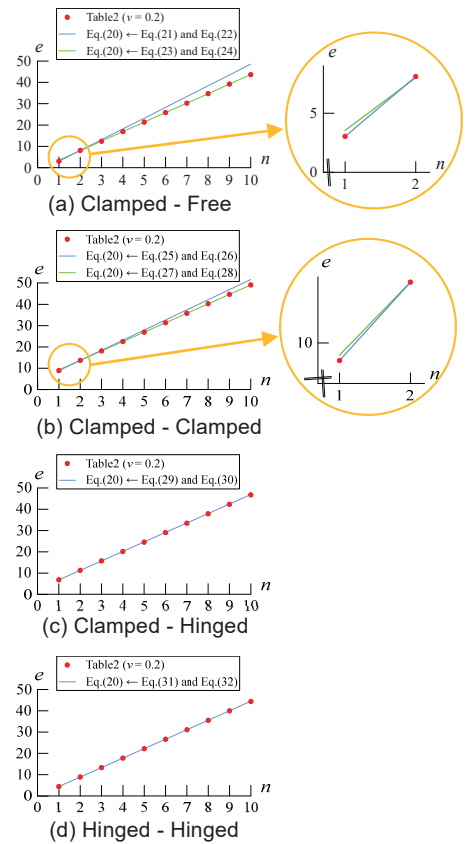 Table2 (v = 0.2)
Eq.(20) ← Eq.(21) and Eq.(22)
Eq.(20) ← Eq.(23) and Eq.(24)
e
50
40
30
20
10
0
0 1 2 3 4 5 6 7 8 9 10
n
e
5
0
1 2
n
(a) Clamped - Free
Table2 (v = 0.2)
Eq.(20) ← Eq.(25) and Eq.(26)
Eq.(20) ← Eq.(27) and Eq.(28)
e
50
40
30
20
10
0
0 1 2 3 4 5 6 7 8 9 10
n
e
10
1 2
n
(b) Clamped - Clamped
Table2 (v = 0.2)
Eq.(20) ← Eq.(29) and Eq.(30)
e
50
40
30
20
10
0
0 1 2 3 4 5 6 7 8 9 10
n
(c) Clamped - Hinged
Table2 (v = 0.2)
Eq.(20) ← Eq.(31) and Eq.(32)
e
50
40
30
20
10
0
0 1 2 3 4 5 6 7 8 9 10
n
(d) Hinged - Hinged